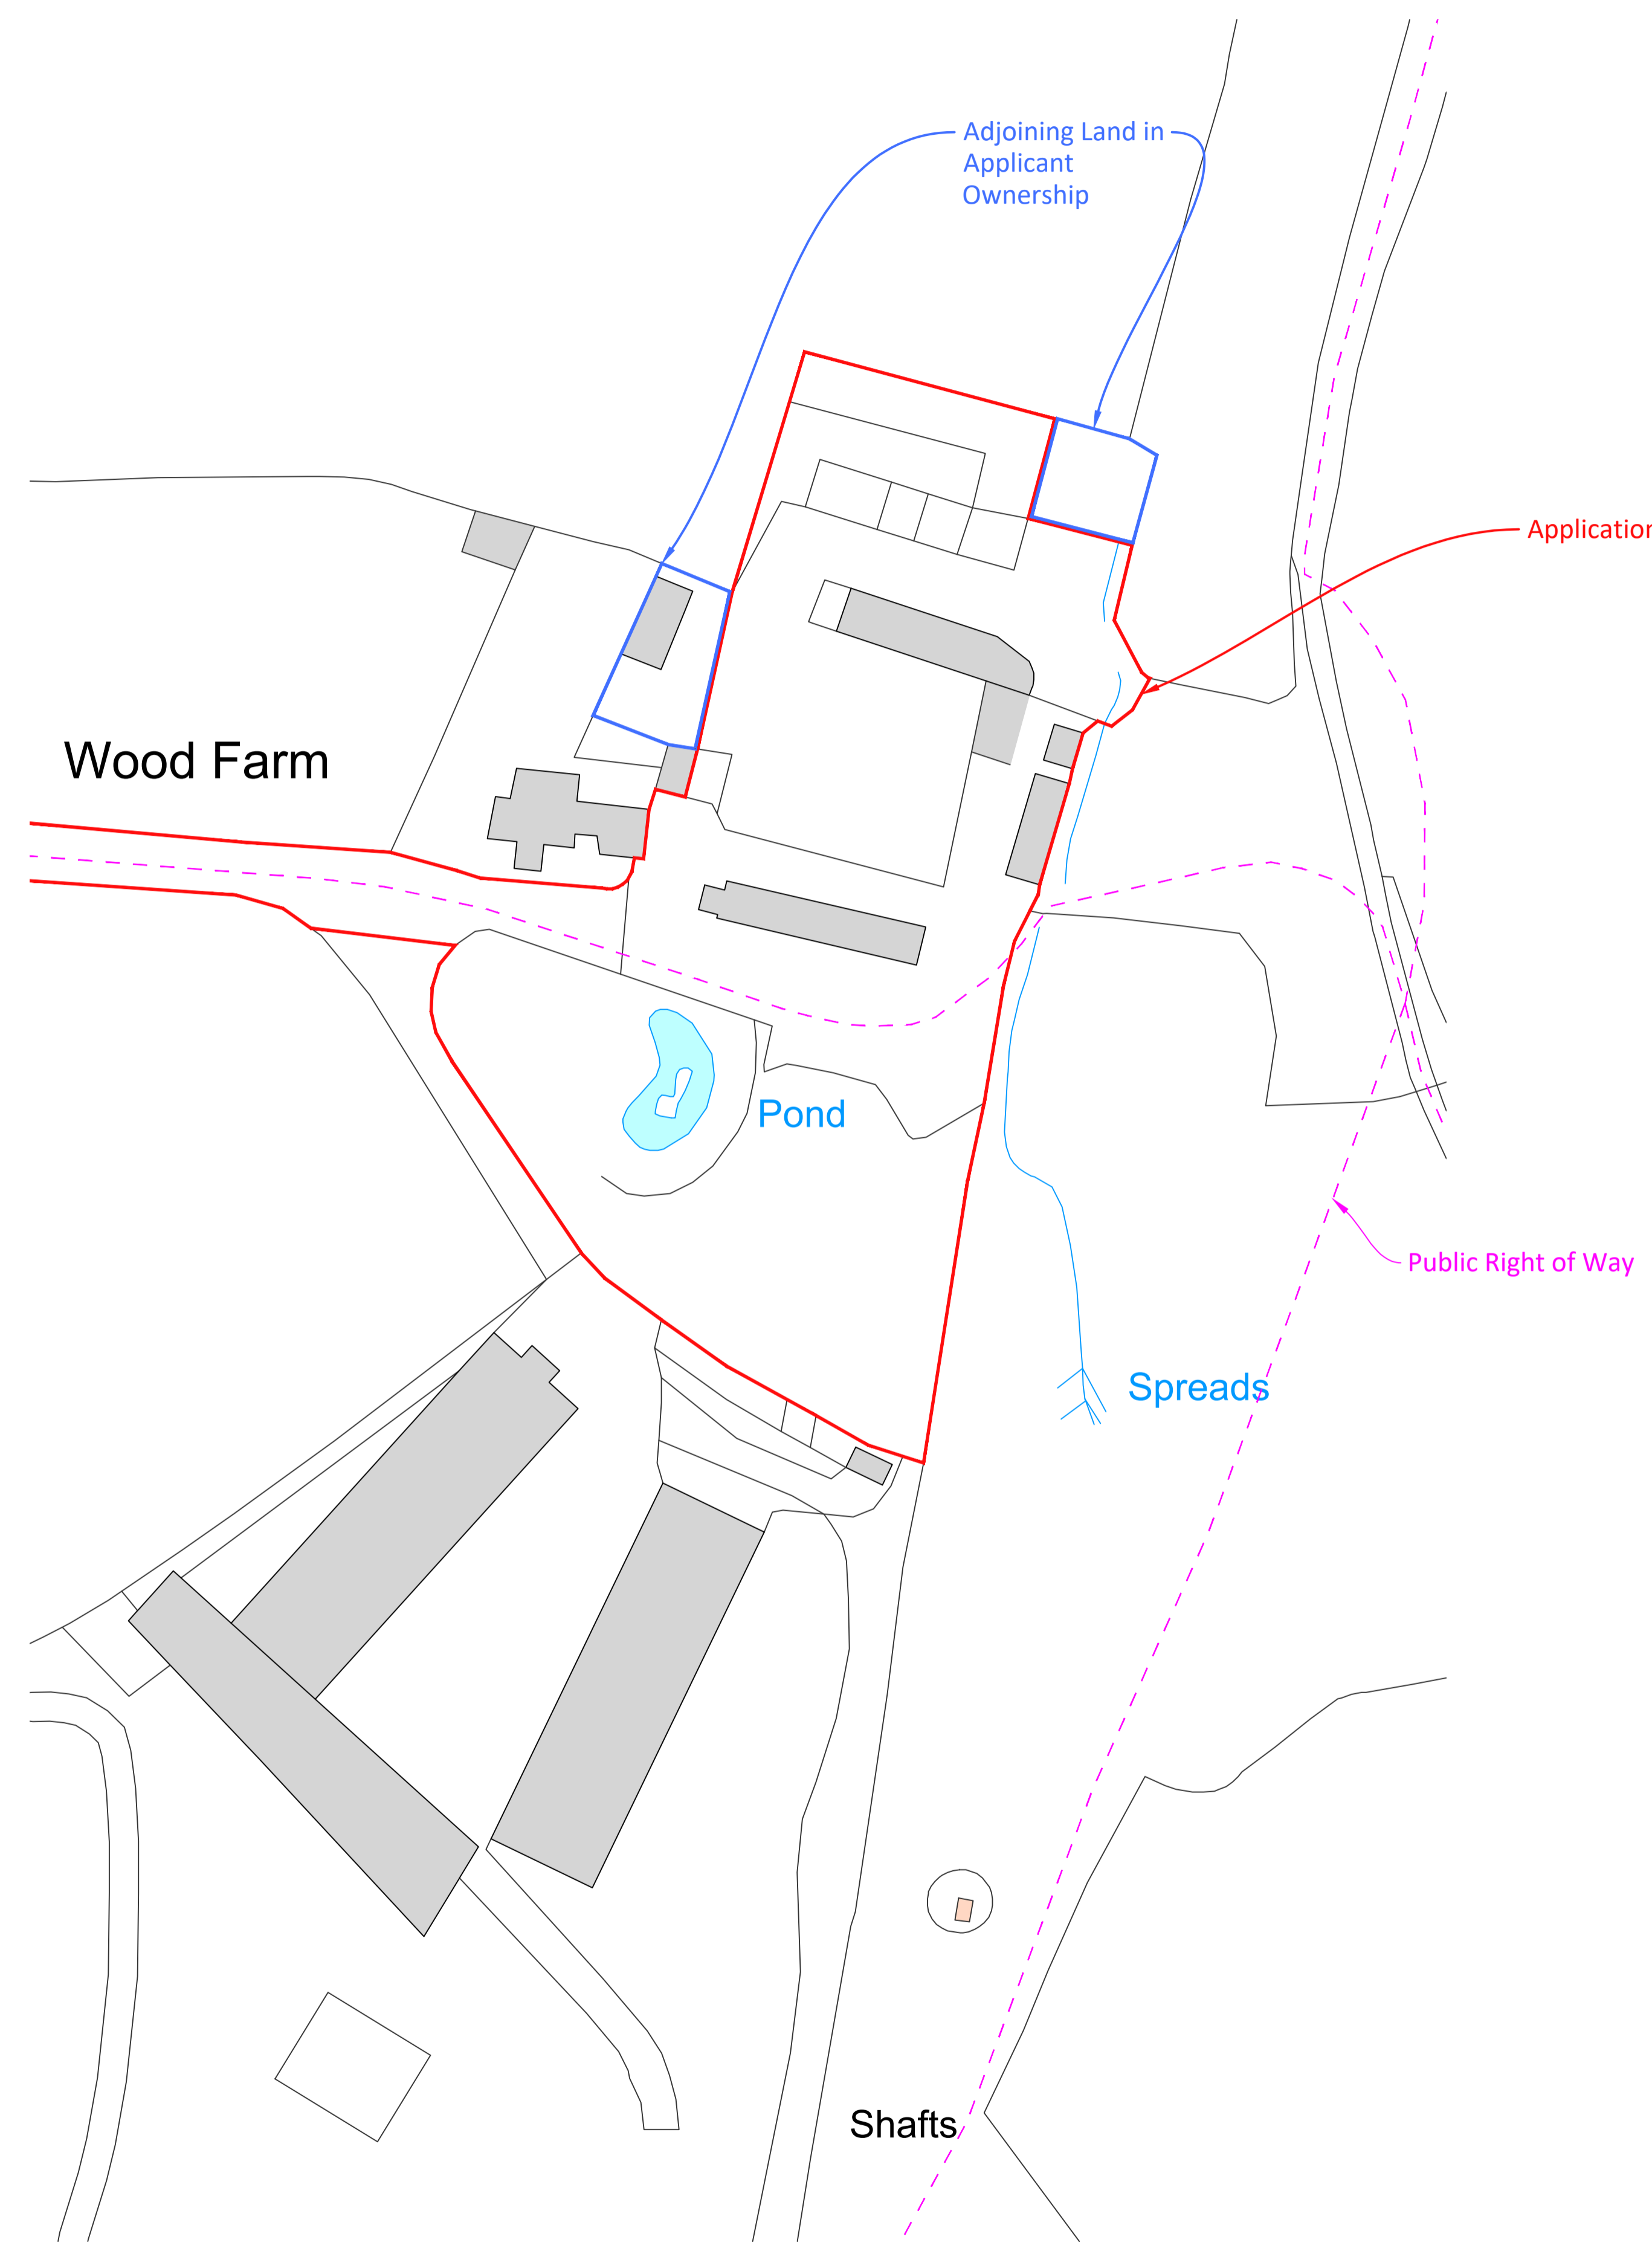 Adjoining Land in
Applicant
Ownership
Application
Wood Farm
Pond
Public Right of Way
Spreads
Shafts